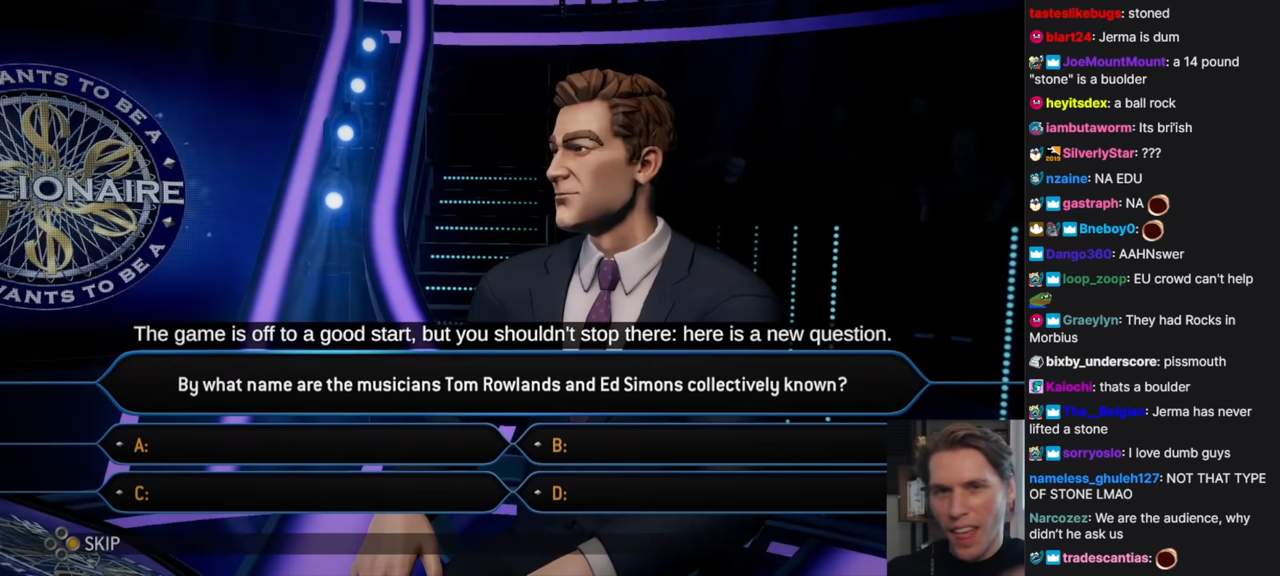 WANTS TO BE A
LIONAIRE
WANTS TO BE A
The game is off to a good start, but you shouldn't stop there: here is a new question.
By what name are the musicians Tom Rowlands and Ed Simons collectively known?
A:
B:
C:
D:
SKIP
tasteslikebugs: stoned
blart24: Jerma is dum
JoeMountMount: a 14 pound
"stone" is a buolder
heyitsdex: a ball rock
iambutaworm: Its bri'ish
2019 SilverlyStar: ???
nzaine: NA EDU
gastraph: NA
Bneboy0:
Dango360: AAHNswer
loop_zoop: EU crowd can't help
Graeylyn: They had Rocks in
Morbius
bixby_underscore: pissmouth
Kaiochi: thats a boulder
The__Belgian: Jerma has never
lifted a stone
sorryoslo: I love dumb guys
nameless_ghuleh127: NOT THAT TYPE
OF STONE LMAO
Narcozez: We are the audience, why
didn't he ask us
tradescantias: